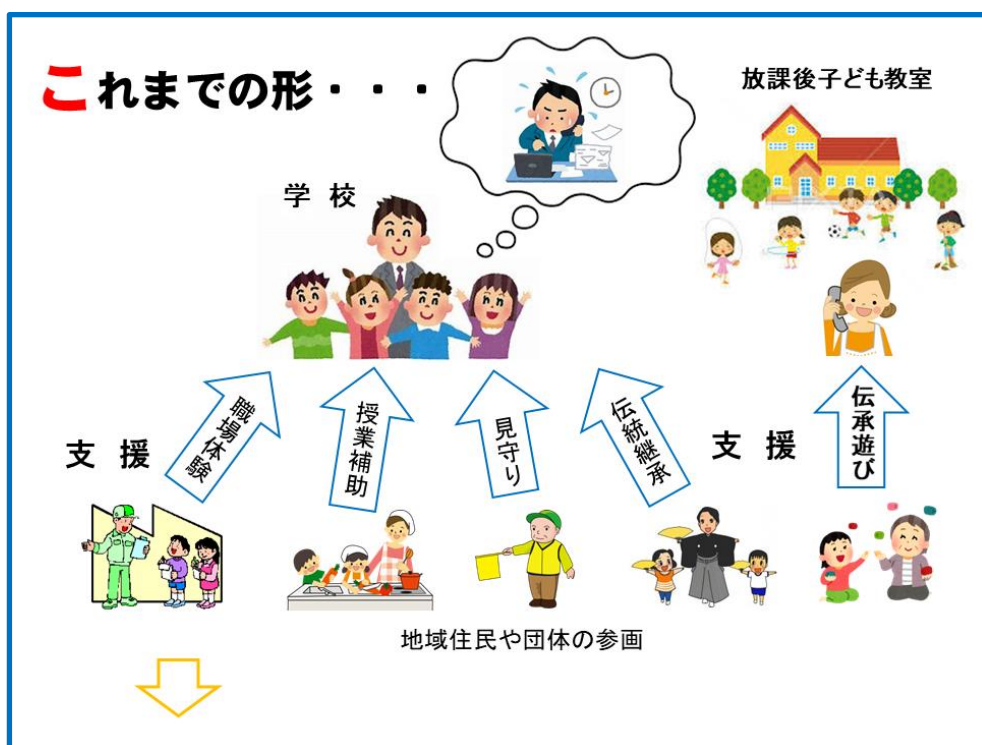 これまでの形・・・
放課後子ども教室
学校
支援
職場体験
授業補助
見守り
伝統継承
支援
伝承遊び
地域住民や団体の参画